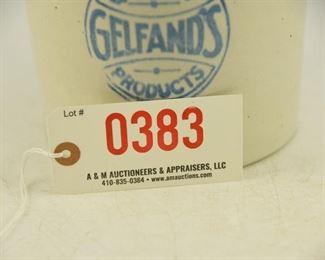 GELFAND'S
PRODUCTS
Lot #
0383
A & M AUCTIONEERS & APPRAISERS, LLC
410-835-0384 • www.amauctions.com